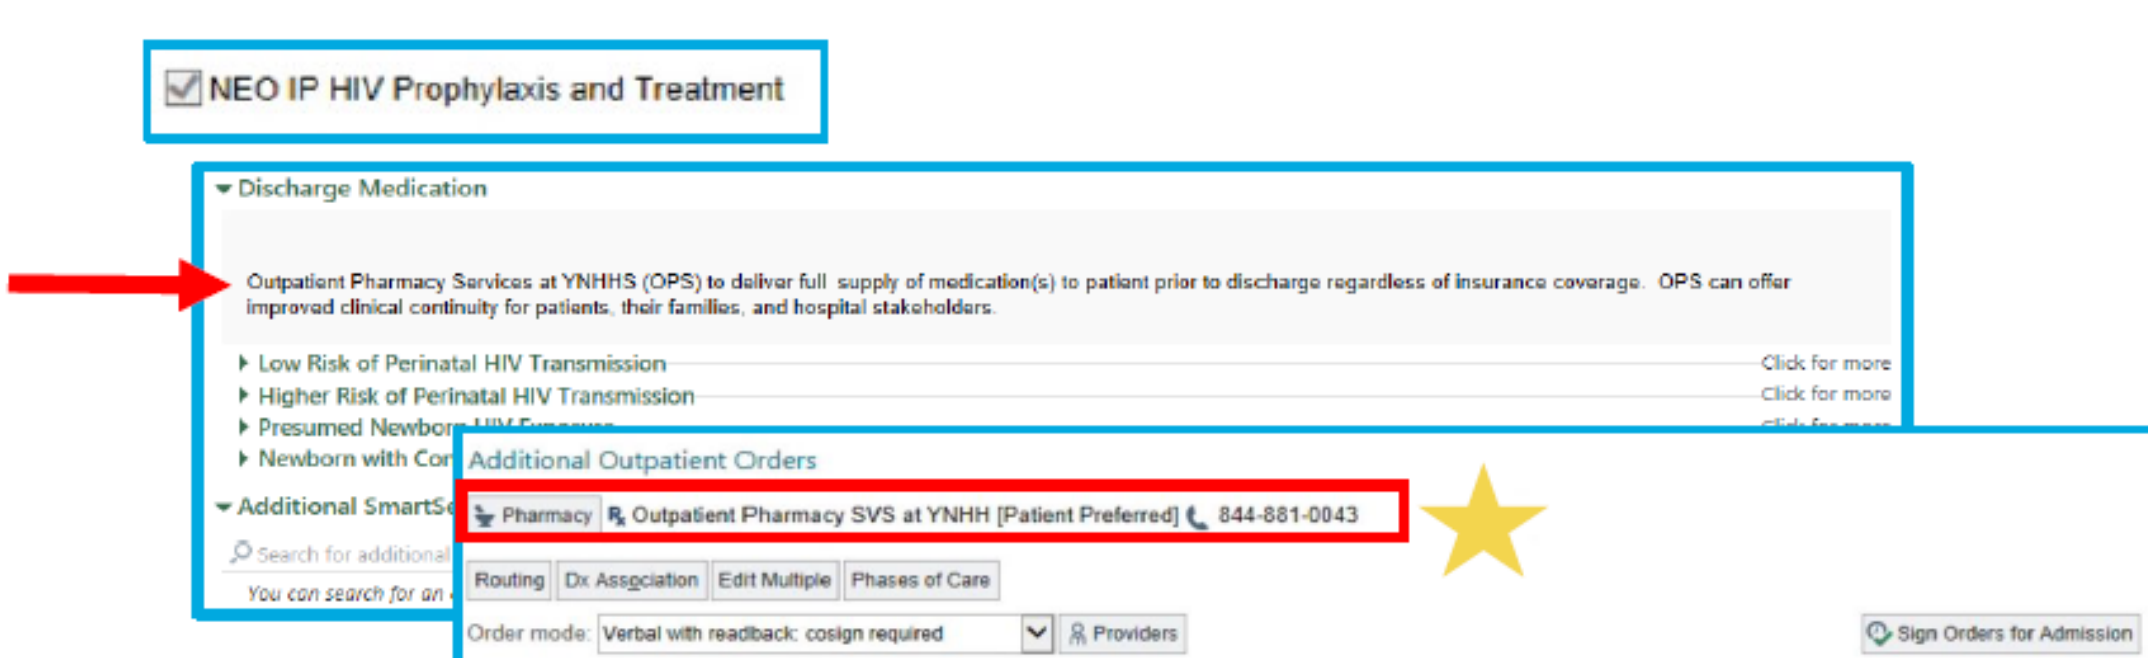 NEO IP HIV Prophylaxis and Treatment
Discharge Medication
Outpatient Pharmacy Services at YNHHS (OPS) to deliver full supply of medication(s) to patient prior to discharge regardless of insurance coverage. OPS can offer
improved clinical continuity for patients, their families, and hospital stakeholders.
Low Risk of Perinatal HIV Transmission Click for more
Higher Risk of Perinatal HIV Transmission Click for more
Presumed Newborn HIV Click for more
Newborn with
Additional
Search for additional
You can search for an
Additional Outpatient Orders
Pharmacy Rx Outpatient Pharmacy SVS at YNHH [Patient Preferred] 844-881-0043
Routing Dx Association Edit Multiple Phases of Care
Order mode: Verbal with readback: cosign required Providers
Sign Orders for Admission